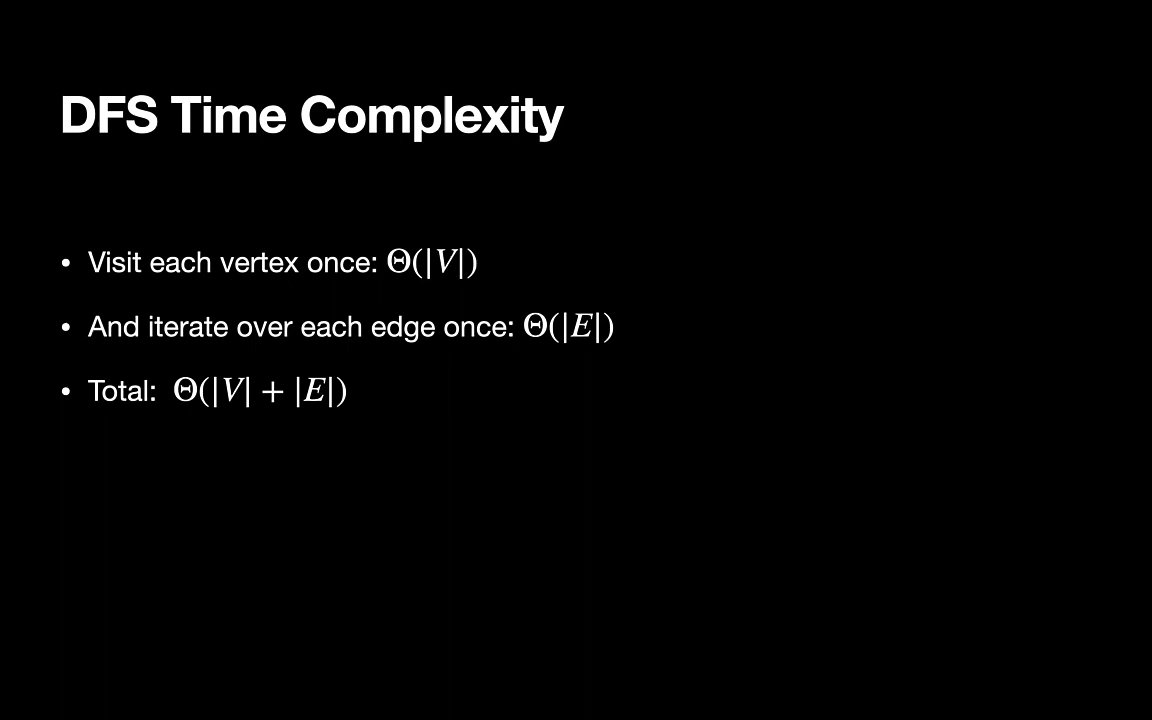 DFS Time Complexity
• Visit each vertex once: Θ(|V|)
• And iterate over each edge once: Θ(|E|)
• Total: Θ(|V| + |E|)